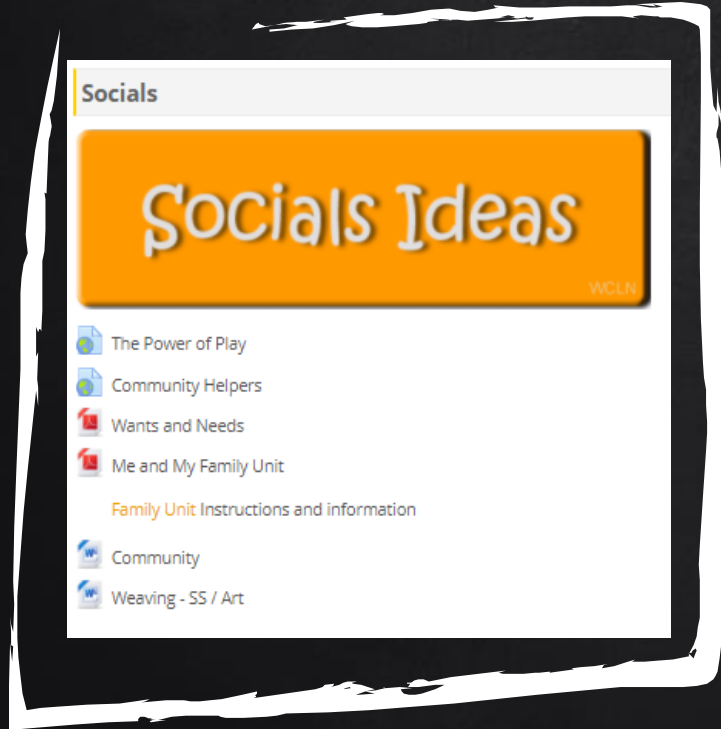 Socials
Socials Ideas
WCLN
The Power of Play
Community Helpers
Wants and Needs
Me and My Family Unit
Family Unit Instructions and information
Community
Weaving - SS / Art